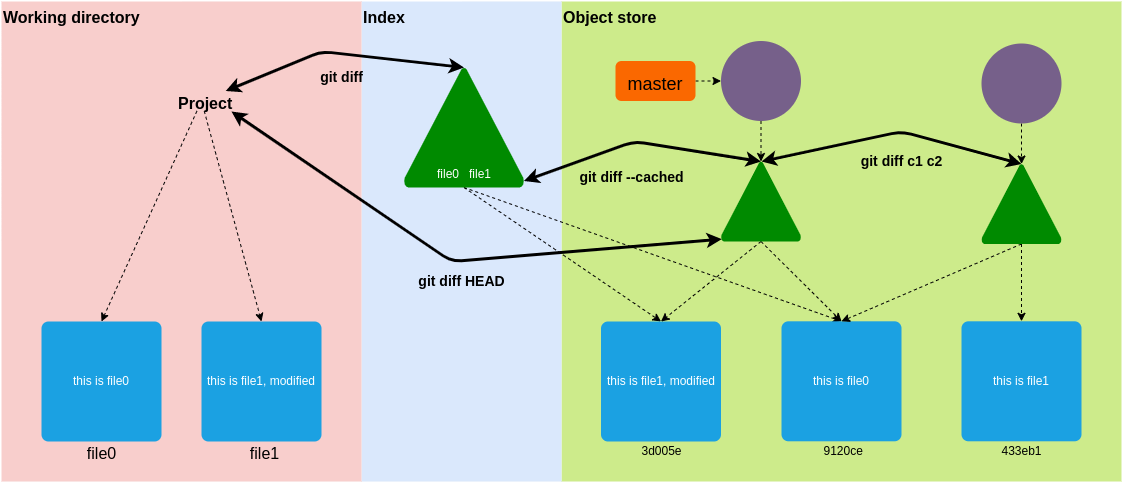 Working directory
Index
Object store
git diff
master
Project
git diff c1 c2
file0 file1
git diff --cached
git diff HEAD
this is file0
this is file1, modified
this is file1, modified
this is file0
this is file1
file0
file1
3d005e
9120ce
433eb1